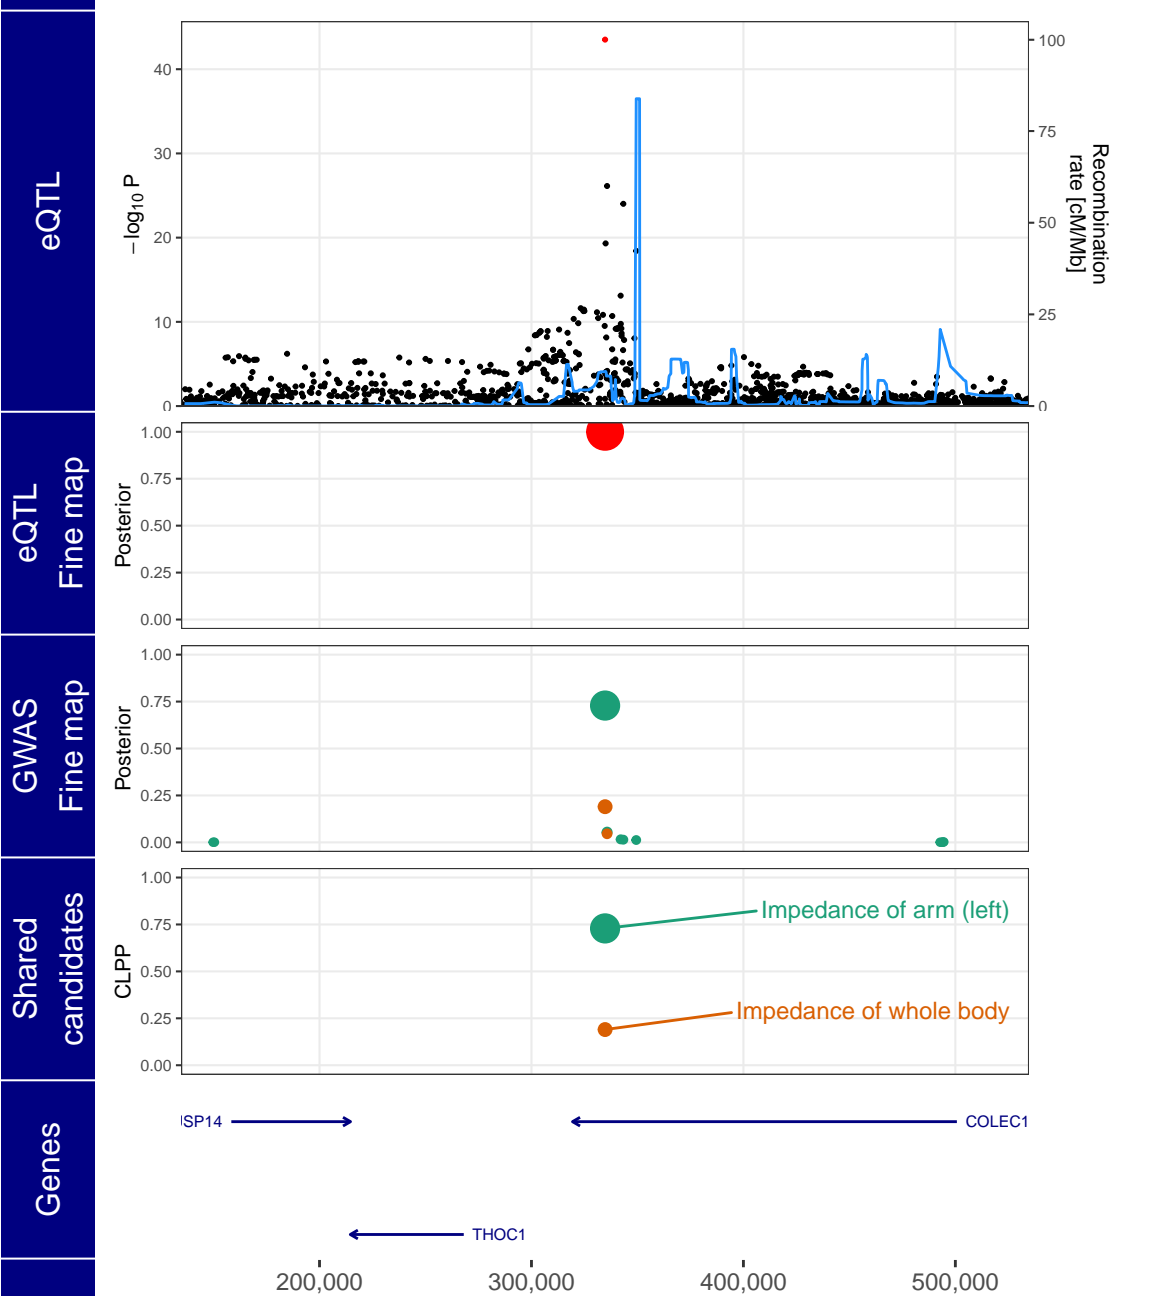 eQTL
−log10 P
40
30
20
10
0
100
75
50
25
0
Recombination
rate [cM/Mb]
eQTL
Fine map
Posterior
1.00
0.75
0.50
0.25
0.00
GWAS
Fine map
Posterior
1.00
0.75
0.50
0.25
0.00
Shared
candidates
CLPP
1.00
0.75
0.50
0.25
0.00
Impedance of arm (left)
Impedance of whole body
Genes
SP14
COLEC1
THOC1
200,000
300,000
400,000
500,000